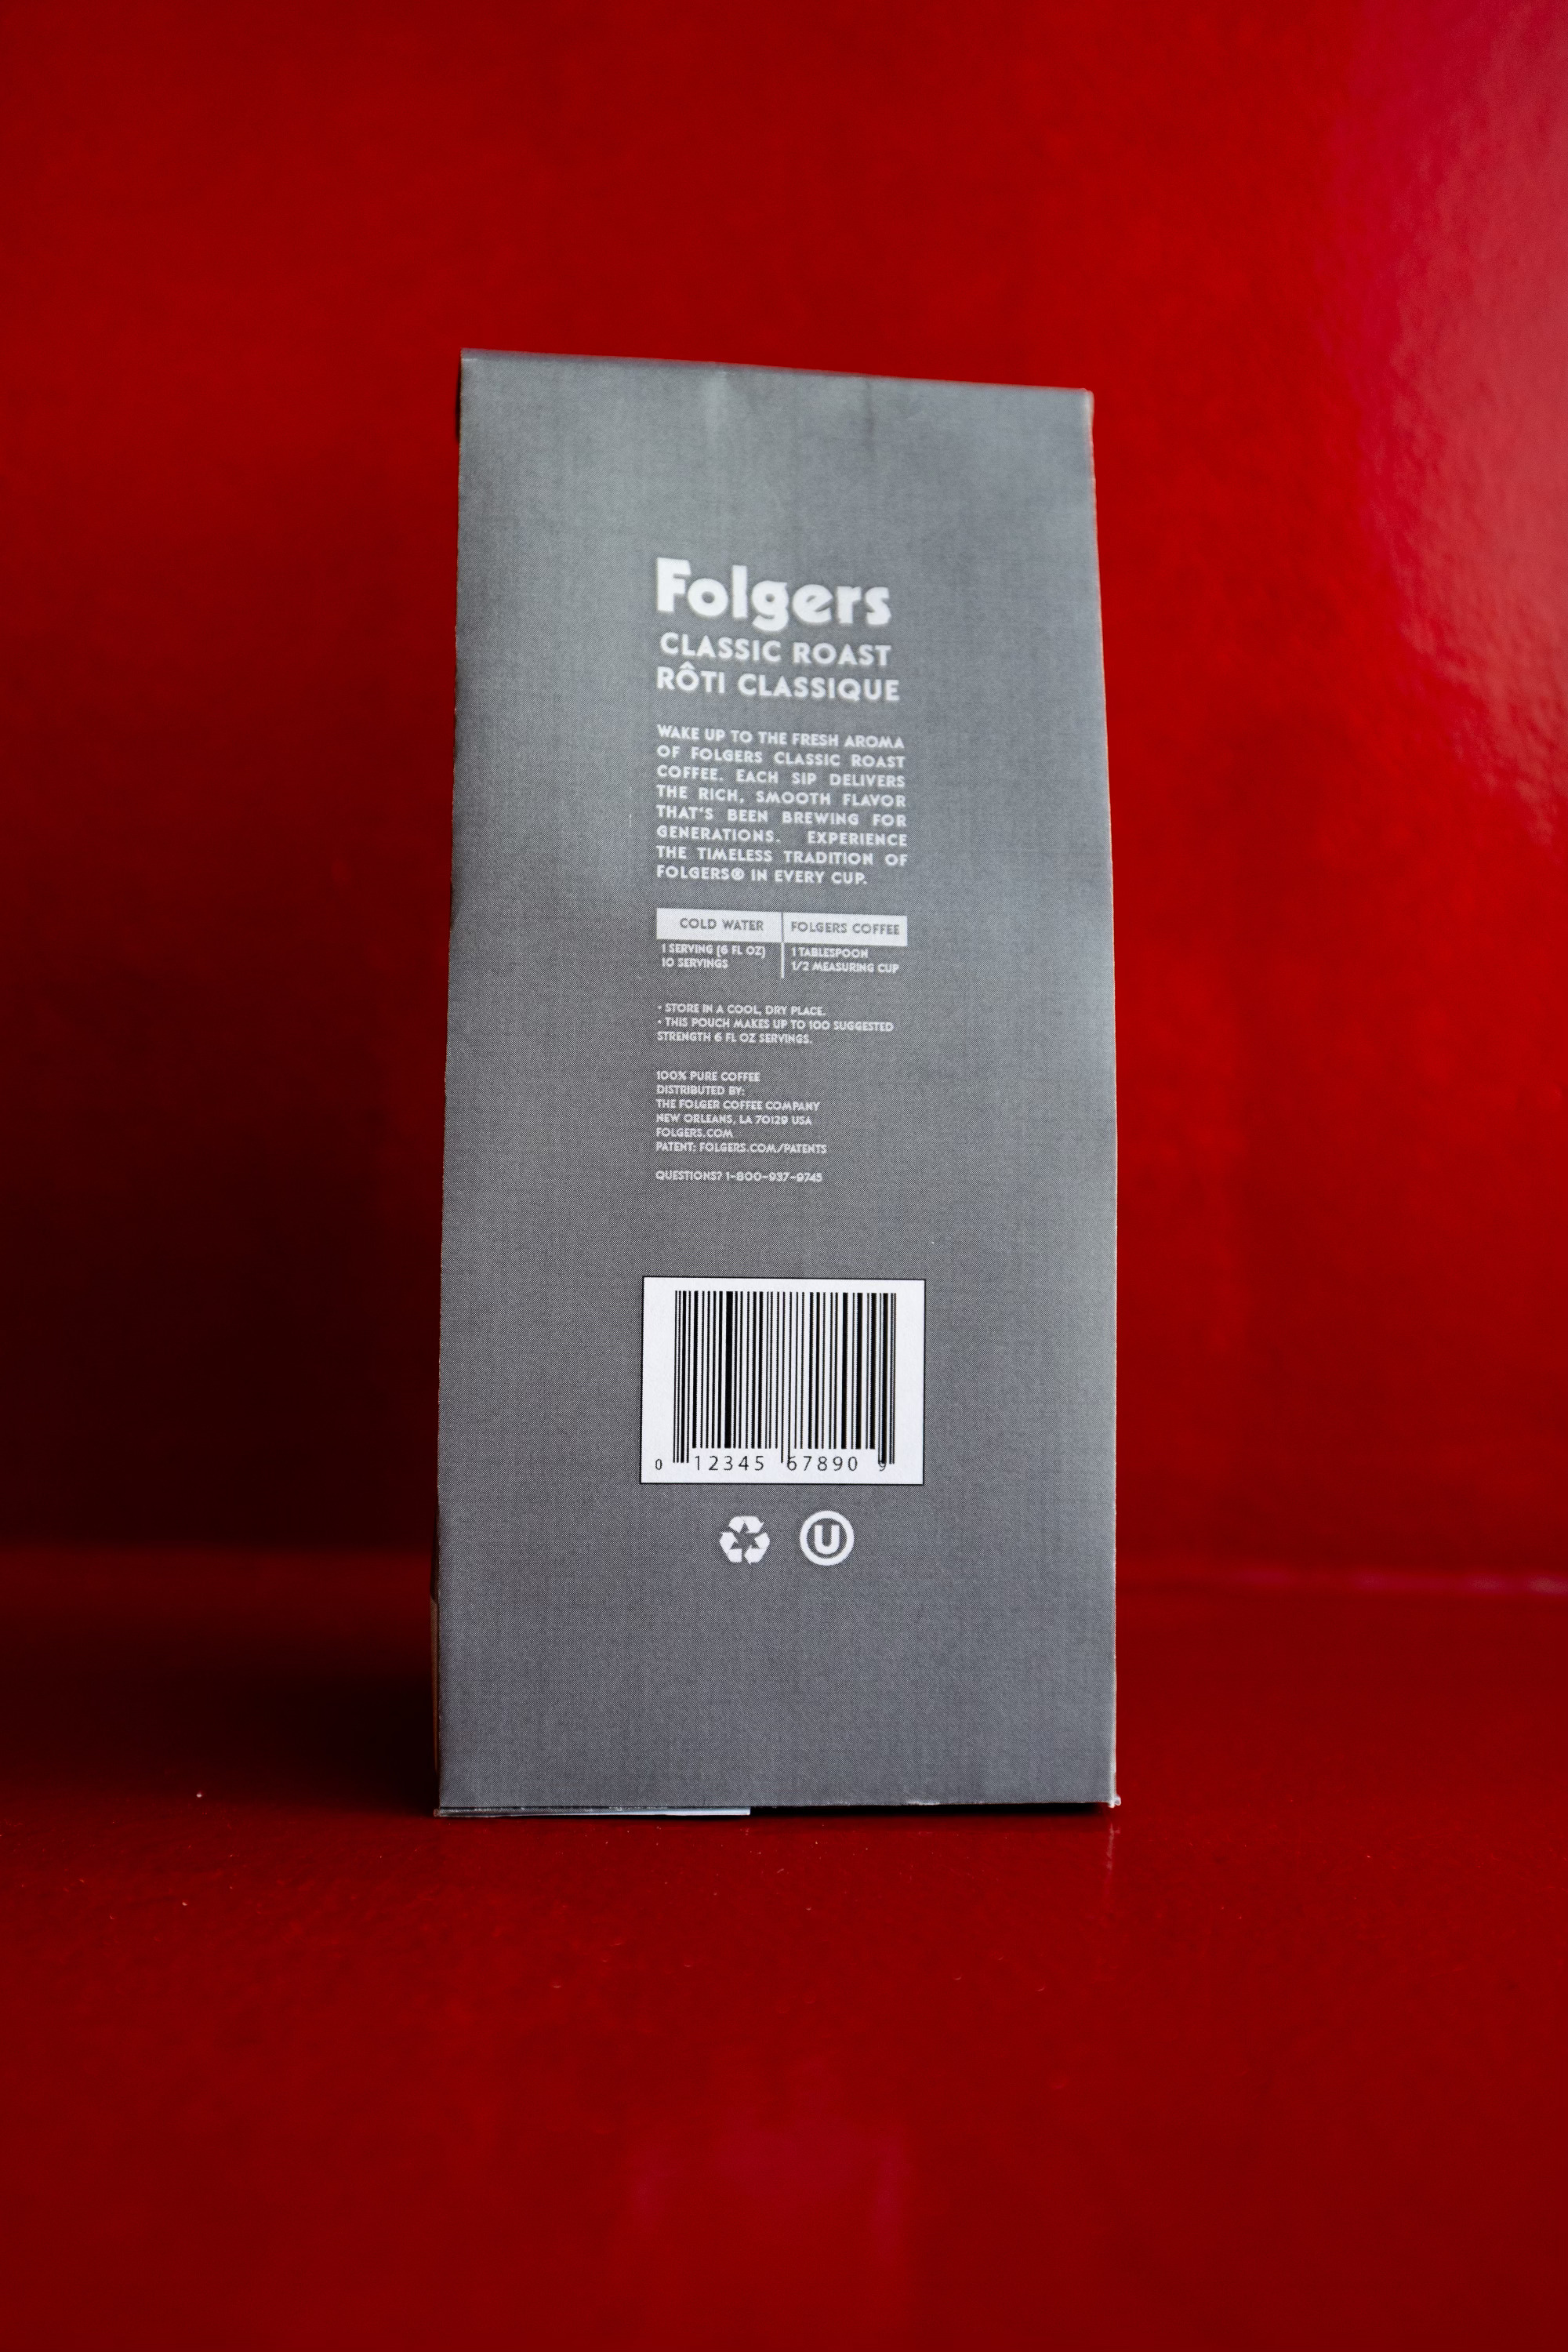 Folgers
CLASSIC ROAST
RÔTI CLASSIQUE
WAKE UP TO THE FRESH AROMA
OF FOLGERS CLASSIC ROAST
COFFEE. EACH SIP DELIVERS
THE RICH, SMOOTH FLAVOR
THAT'S BEEN BREWING FOR
GENERATIONS. EXPERIENCE
THE TIMELESS TRADITION OF
FOLGERS® IN EVERY CUP.
COLD WATER FOLGERS COFFEE
1 SERVING (6 FL OZ) 1 TABLESPOON
10 SERVINGS 1/2 MEASURING CUP
• STORE IN A COOL, DRY PLACE.
• THIS POUCH MAKES UP TO 100 SUGGESTED
STRENGTH 6 FL OZ SERVINGS.
100% PURE COFFEE
DISTRIBUTED BY:
THE FOLGER COFFEE COMPANY
NEW ORLEANS, LA 70129 USA
FOLGERS.COM
PATENT: FOLGERS.COM/PATENTS
QUESTIONS? 1-800-937-9745
0 12345 67890 9
U